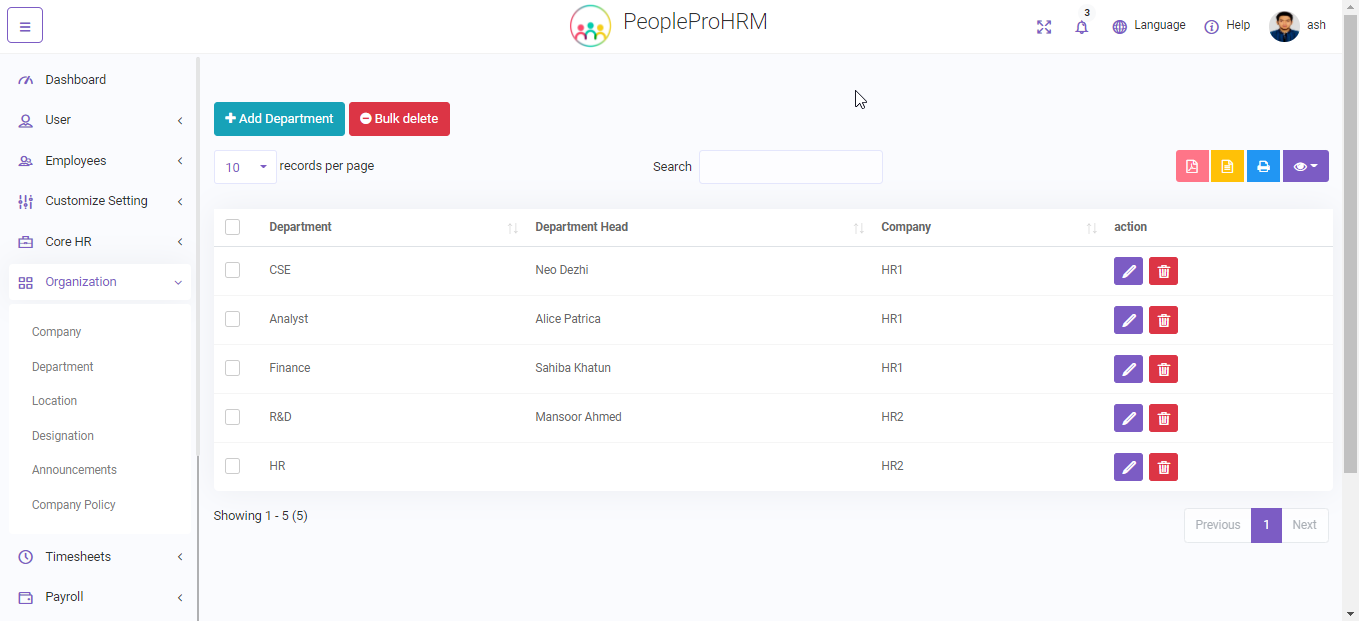 PeopleProHRM
3
Language
Help
ash
Dashboard
User
Employees
Customize Setting
Core HR
Organization
Company
Department
Location
Designation
Announcements
Company Policy
Timesheets
Payroll
Add Department
Bulk delete
10 records per page
Search
Department Department Head Company action
CSE Neo Dezhi HR1
Analyst Alice Patrica HR1
Finance Sahiba Khatun HR1
R&D Mansoor Ahmed HR2
HR HR2
Showing 1 - 5 (5)
Previous 1 Next